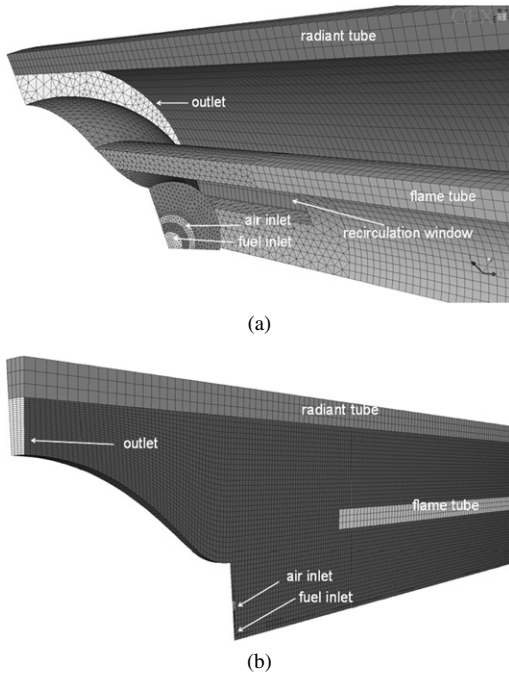 CFX
radiant tube
outlet
flame tube
air inlet
fuel inlet
recirculation window
(a)
radiant tube
outlet
flame tube
air inlet
fuel inlet
(b)